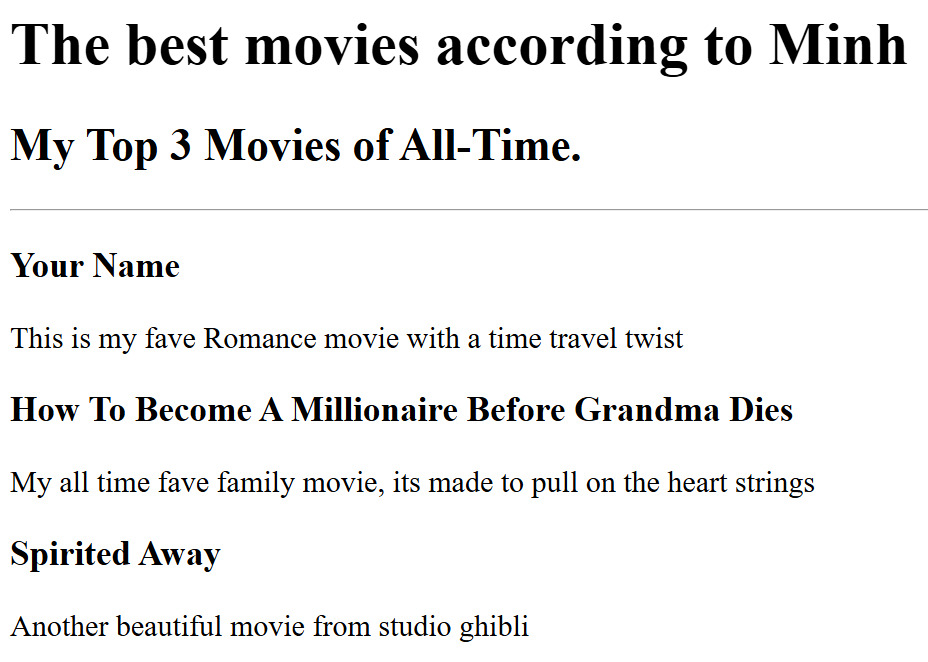 The best movies according to Minh
My Top 3 Movies of All-Time.
Your Name
This is my fave Romance movie with a time travel twist
How To Become A Millionaire Before Grandma Dies
My all time fave family movie, its made to pull on the heart strings
Spirited Away
Another beautiful movie from studio ghibli